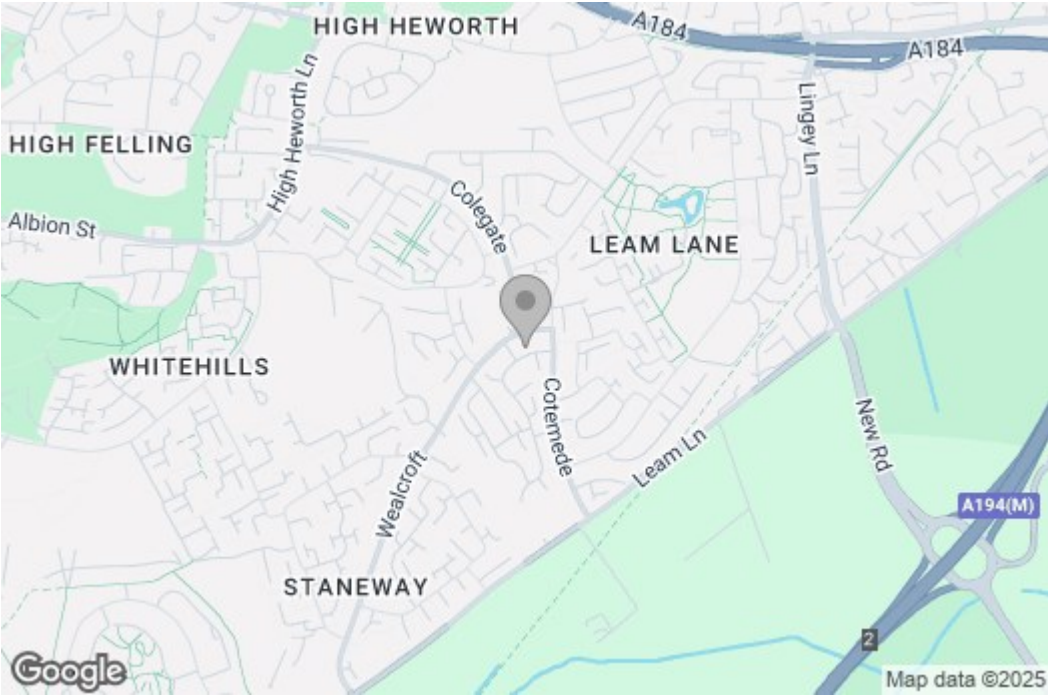 HIGH HEWORTH
A184
A184
High Heworth Ln
Lingey Ln
HIGH FELLING
Colegate
Albion St
LEAM LANE
WHITEHILLS
Cotemede
New Rd
Leam Ln
Wealcroft
A194(M)
STANEWAY
2
Google
Map data ©2025